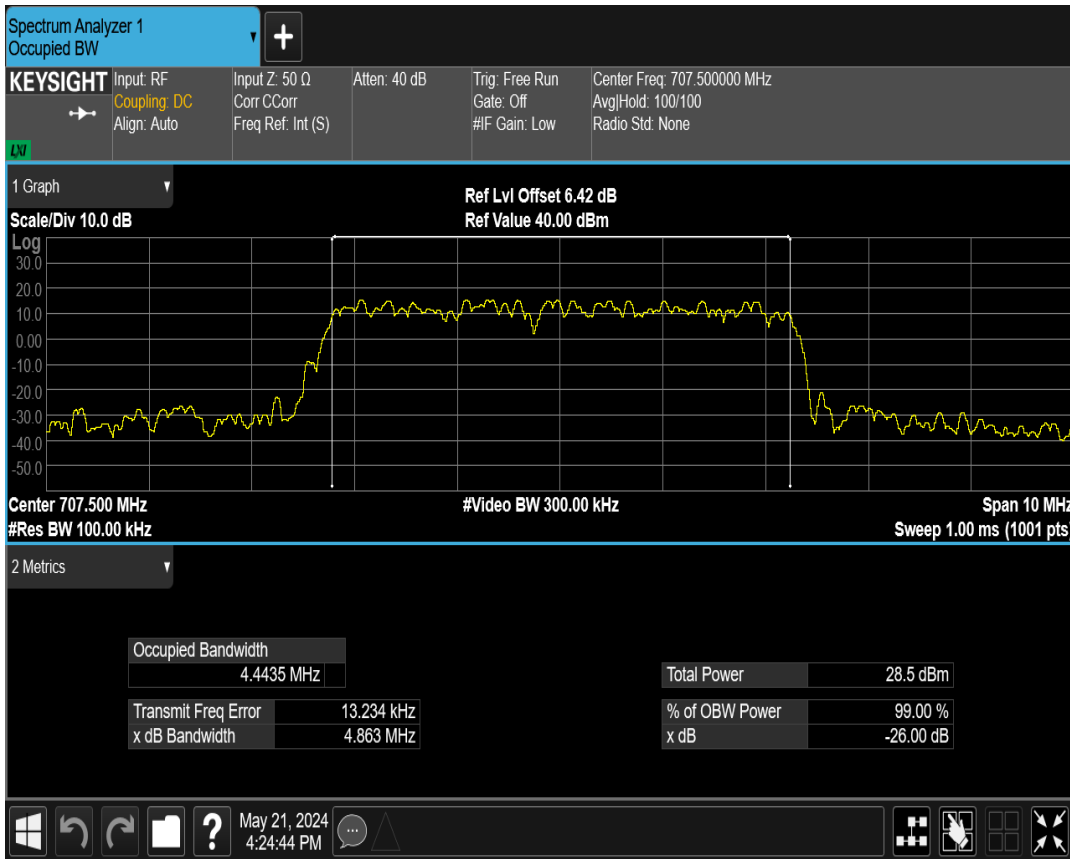 Spectrum Analyzer 1
Occupied BW
KEYSIGHT
LXI
Input: RF
Coupling: DC
Align: Auto
Input Z: 50 Ω
Corr CCorr
Freq Ref: Int (S)
Atten: 40 dB
Trig: Free Run
Gate: Off
#IF Gain: Low
Center Freq: 707.500000 MHz
Avg|Hold: 100/100
Radio Std: None
1 Graph
Scale/Div 10.0 dB
Ref Lvl Offset 6.42 dB
Ref Value 40.00 dBm
Log
30.0
20.0
10.0
0.00
-10.0
-20.0
-30.0
-40.0
-50.0
Center 707.500 MHz
#Video BW 300.00 kHz
Span 10 MHz
#Res BW 100.00 kHz
Sweep 1.00 ms (1001 pts)
2 Metrics
Occupied Bandwidth
4.4435 MHz
Transmit Freq Error 13.234 kHz
x dB Bandwidth 4.863 MHz
Total Power 28.5 dBm
% of OBW Power 99.00 %
x dB -26.00 dB
?
May 21, 2024
4:24:44 PM